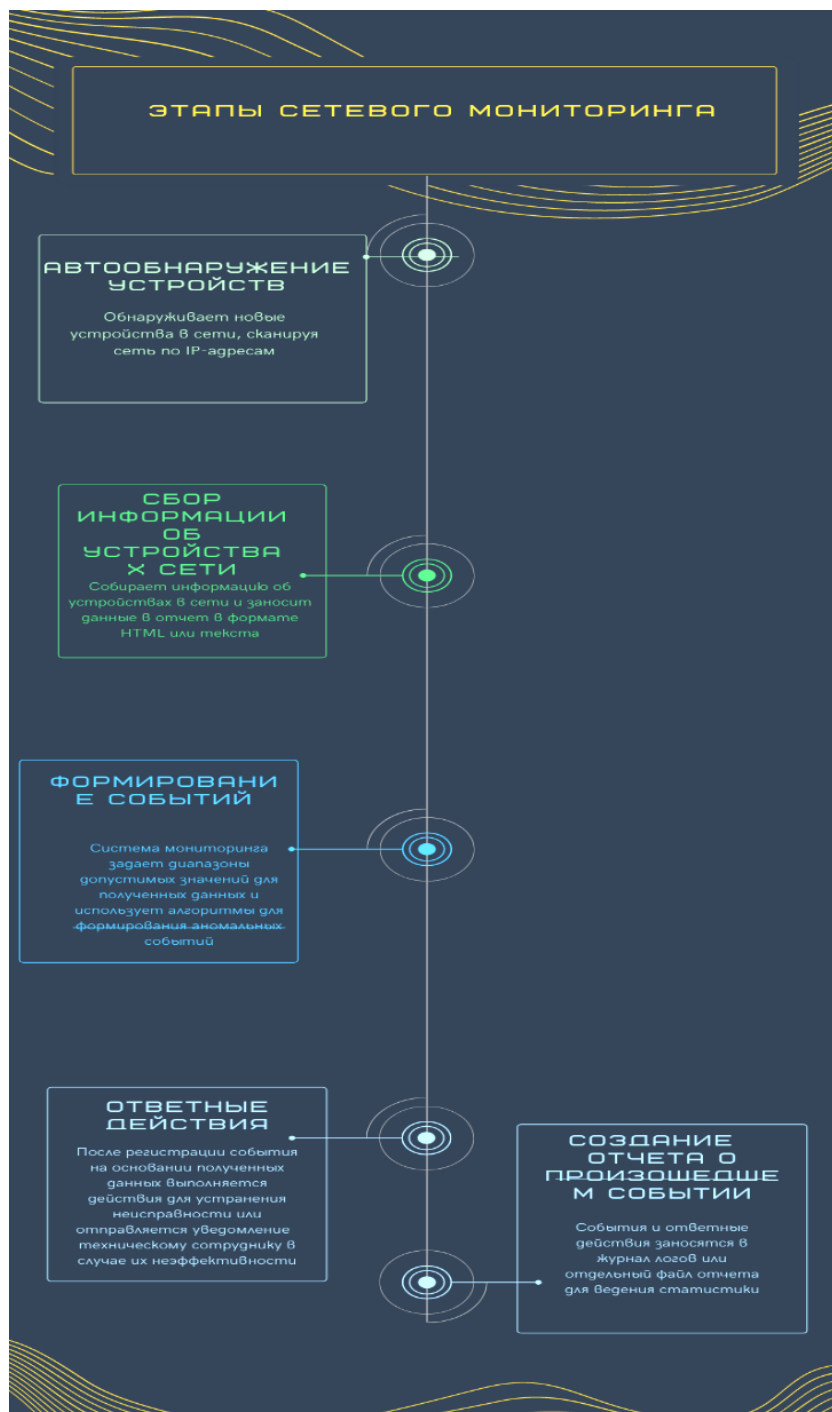 ЭТАПЫ СЕТЕВОГО МОНИТОРИНГА
АВТООБНАРУЖЕНИЕ
УСТРОЙСТВ
Обнаруживает новые
устройства в сети, сканируя
сеть по IP-адресам
СБОР
ИНФОРМАЦИИ
ОБ
УСТРОЙСТВА
Х СЕТИ
Собирает информацию об
устройствах в сети и заносит
данные в отчет в формате
HTML или текста
ФОРМИРОВАНИ
Е СОБЫТИЙ
Система мониторинга
задает диапазоны
допустимых значений для
полученных данных и
использует алгоритмы для
формирования аномальных
событий
ОТВЕТНЫЕ
ДЕЙСТВИЯ
После регистрации события
на основании полученных
данных выполняется
действия для устранения
неисправности или
отправляется уведомление
техническому сотруднику в
случае их неэффективности
СОЗДАНИЕ
ОТЧЕТА О
ПРОИЗОШЕДШЕ
М СОБЫТИИ
События и ответные
действия заносятся в
журнал логов или
отдельный файл отчета
для ведения статистики